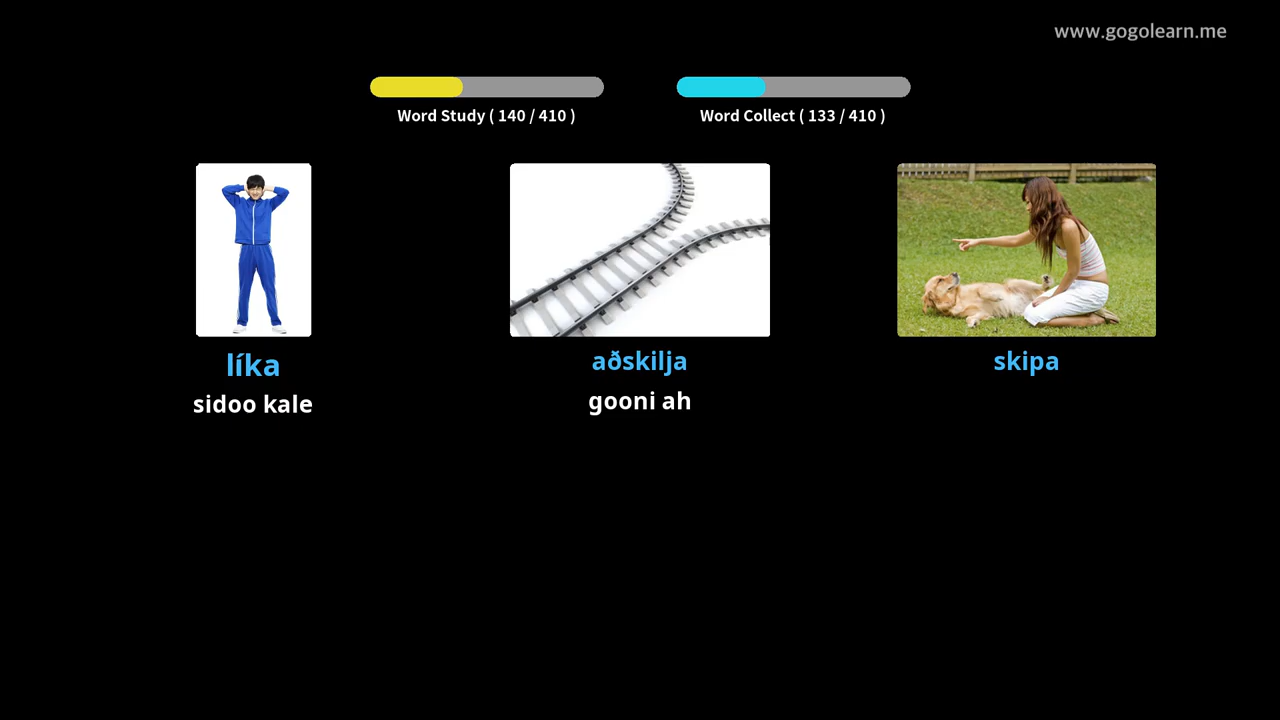 www.gogolearn.me
Word Study ( 140 / 410 )
Word Collect ( 133 / 410 )
líka
sidoo kale
aðskilja
gooni ah
skipa